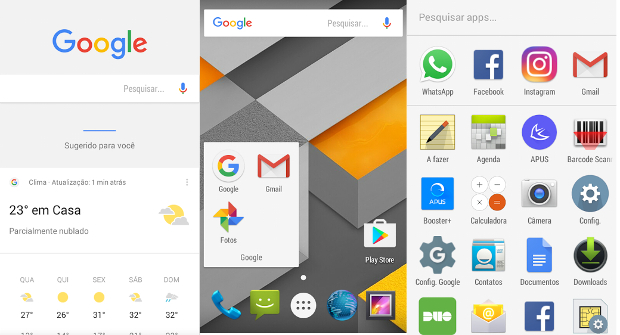 Google
Pesquisar...
Sugerido para você
Clima · Atualização: 1 min atrás
23° em Casa
Parcialmente nublado
QUA QUI SEX SÁB DOM
27° 26° 31° 32° 32°
Google Pesquisar...
Google Gmail
Fotos
Google
Play Store
Pesquisar apps...
WhatsApp Facebook Instagram Gmail
A fazer Agenda APUS Barcode Scann
APUS
Booster+ Calculadora Câmera Config.
Config. Google Contatos Documentos Downloads
DUO